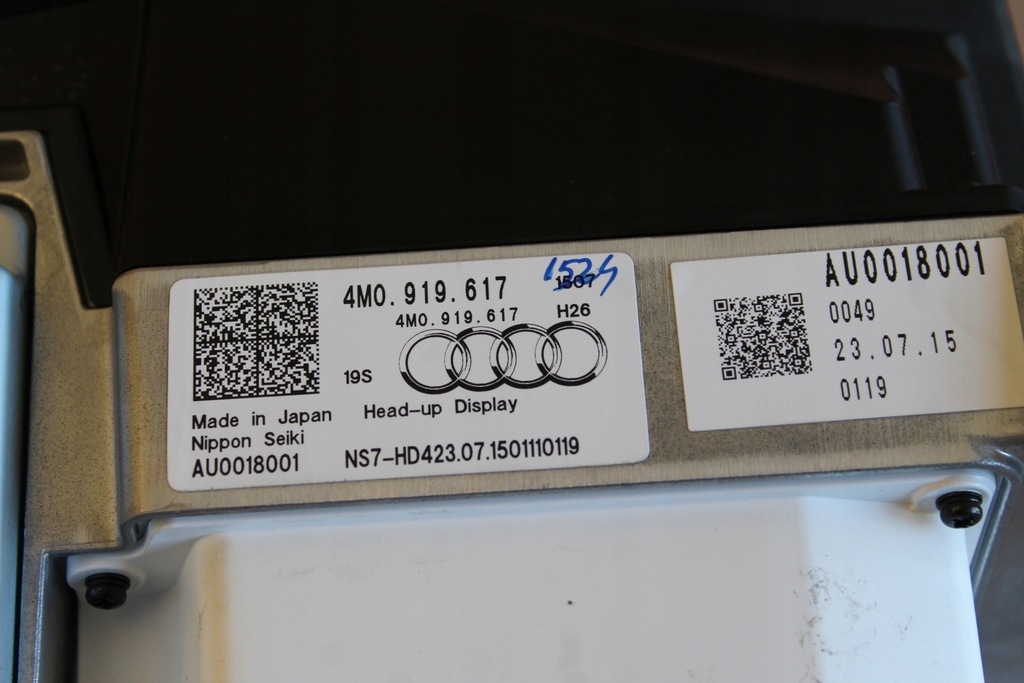 4M0.919.617 1507
1524
4M0.919.617 H26
19S
Made in Japan Head-up Display
Nippon Seiki
AU0018001 NS7-HD423.07.1501110119
AU0018001
0049
23.07.15
0119